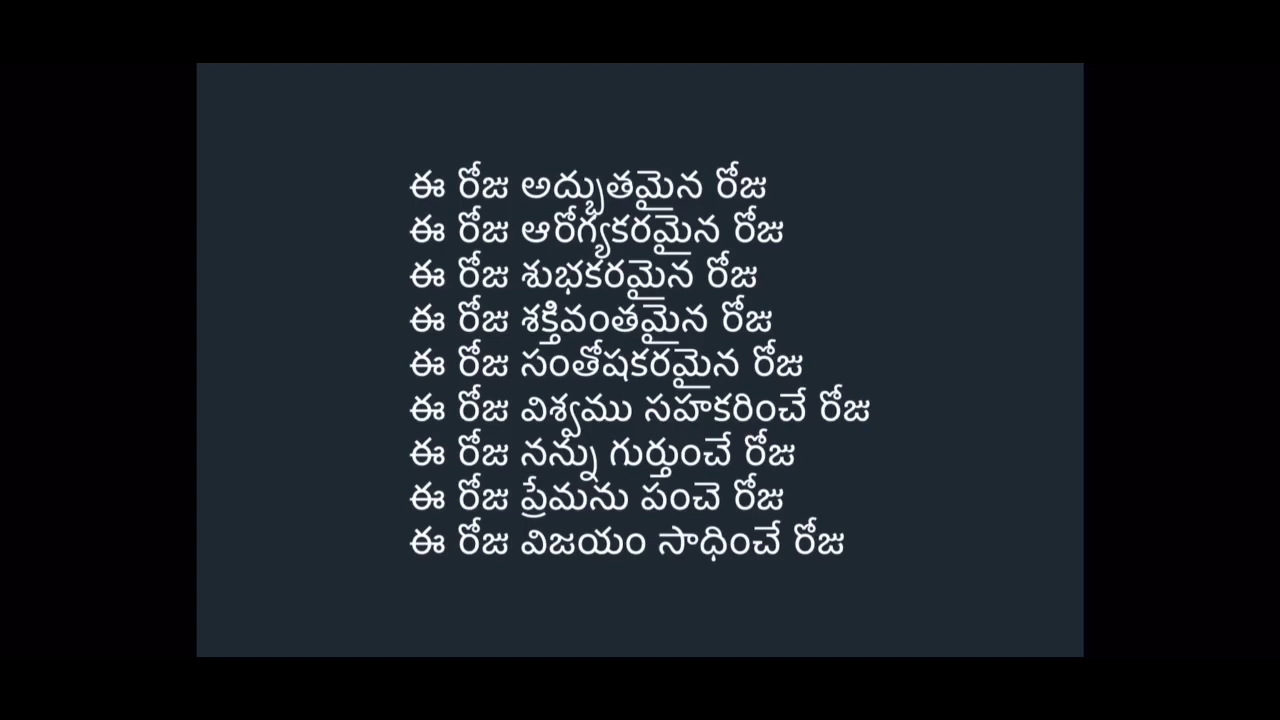 ఈ రోజు అద్భుతమైన రోజు
ఈ రోజు ఆరోగ్యకరమైన రోజు
ఈ రోజు శుభకరమైన రోజు
ఈ రోజు శక్తివంతమైన రోజు
ఈ రోజు సంతోషకరమైన రోజు
ఈ రోజు విశ్వము సహకరించే రోజు
ఈ రోజు నన్ను గుర్తుంచే రోజు
ఈ రోజు ప్రేమను పంచె రోజు
ఈ రోజు విజయం సాధించే రోజు